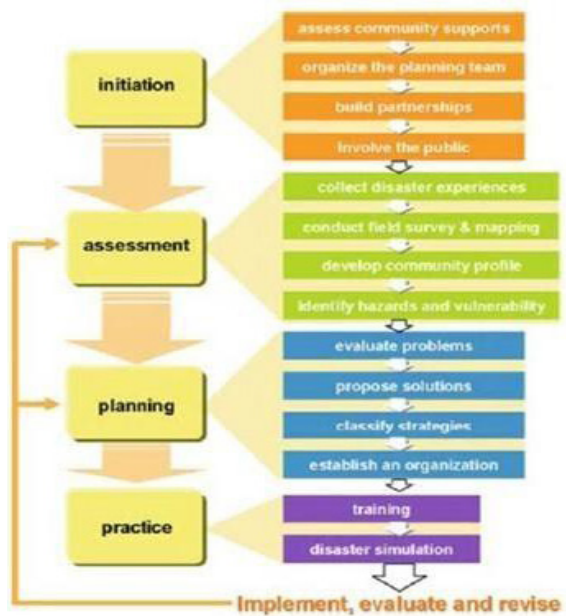 initiation
assess community supports
organize the planning team
build partnerships
Involve the public
assessment
collect disaster experiences
conduct field survey & mapping
develop community profile
Identify hazards and vulnerability
planning
evaluate problems
propose solutions
classify strategies
establish an organization
practice
training
disaster simulation
Implement, evaluate and revise